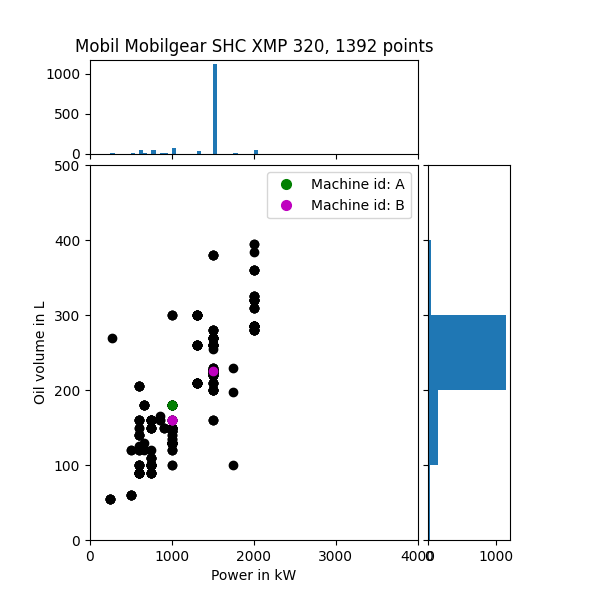 Mobil Mobilgear SHC XMP 320, 1392 points
1000
500
0
500
400
300
200
100
0
Oil volume in L
Machine id: A
Machine id: B
0 1000 2000 3000 4000
0 1000
Power in kW